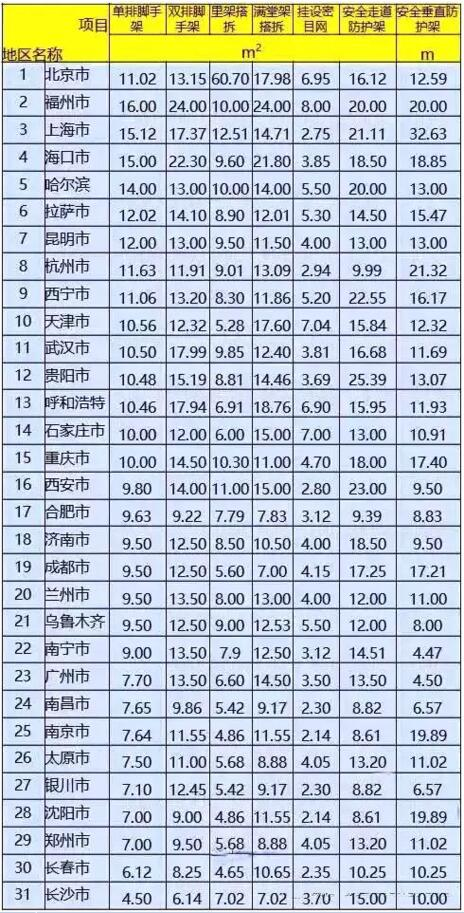 项目 单排脚手架 双排脚手架 里架搭拆 满堂架搭拆 挂设密目网 安全走道防护架 安全垂直防护架
地区名称 m² m
1 北京市 11.02 13.15 60.70 17.98 6.95 16.12 12.59
2 福州市 16.00 24.00 10.00 24.00 8.00 20.00 20.00
3 上海市 15.12 17.37 12.51 14.71 2.75 21.11 32.63
4 海口市 15.00 22.30 9.60 21.80 3.85 18.50 18.85
5 哈尔滨 14.00 13.00 10.00 14.00 5.50 20.00 13.00
6 拉萨市 12.02 14.10 8.90 12.01 5.30 14.50 15.47
7 昆明市 12.00 13.00 9.50 11.50 4.00 13.00 13.00
8 杭州市 11.63 11.91 9.01 13.09 2.94 9.99 21.32
9 西宁市 11.06 13.20 8.30 11.86 5.20 22.55 16.17
10 天津市 10.56 12.32 5.28 17.60 7.04 15.84 12.32
11 武汉市 10.50 17.99 9.85 12.40 3.81 16.68 11.69
12 贵阳市 10.48 15.19 8.81 14.46 3.69 25.39 13.07
13 呼和浩特 10.46 17.94 6.91 18.76 6.90 15.95 11.93
14 石家庄市 10.00 12.00 6.00 15.00 7.00 13.00 10.91
15 重庆市 10.00 14.50 10.30 11.00 4.70 18.00 17.40
16 西安市 9.80 14.00 11.00 15.00 2.80 23.00 9.50
17 合肥市 9.63 9.22 7.79 7.83 3.12 9.39 8.83
18 济南市 9.50 12.50 8.50 10.50 4.00 18.50 9.50
19 成都市 9.50 12.50 5.60 7.00 4.15 17.25 17.21
20 兰州市 9.50 13.50 8.00 13.00 4.00 12.00 11.00
21 乌鲁木齐 9.50 12.50 9.00 12.53 5.50 12.00 8.00
22 南宁市 9.00 13.50 7.9 12.50 3.12 14.51 4.47
23 广州市 7.70 13.50 6.60 14.50 3.50 13.50 4.50
24 南昌市 7.65 9.86 5.42 9.17 2.30 8.82 6.57
25 南京市 7.64 11.55 4.86 11.55 2.14 8.61 19.89
26 太原市 7.50 11.00 5.68 8.88 4.05 13.20 11.02
27 银川市 7.10 12.45 5.42 9.17 2.30 8.82 6.57
28 沈阳市 7.00 9.00 4.86 11.55 2.14 8.61 19.89
29 郑州市 7.00 9.50 5.68 8.88 4.05 13.20 11.02
30 长春市 6.12 8.25 4.65 10.65 2.35 10.25 10.25
31 长沙市 4.50 6.14 7.02 7.02 3.70 15.00 10.00